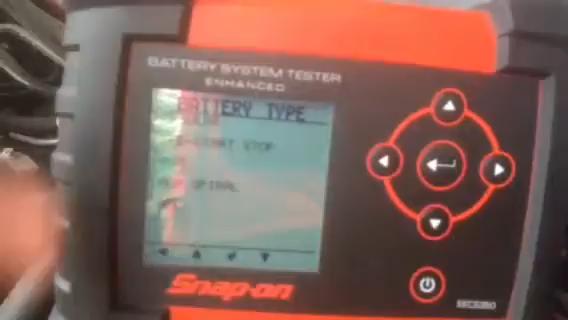 BATTERY SYSTEM TESTER
ENHANCED
BATTERY TYPE
START STOP
SPIRAL
Snap-on